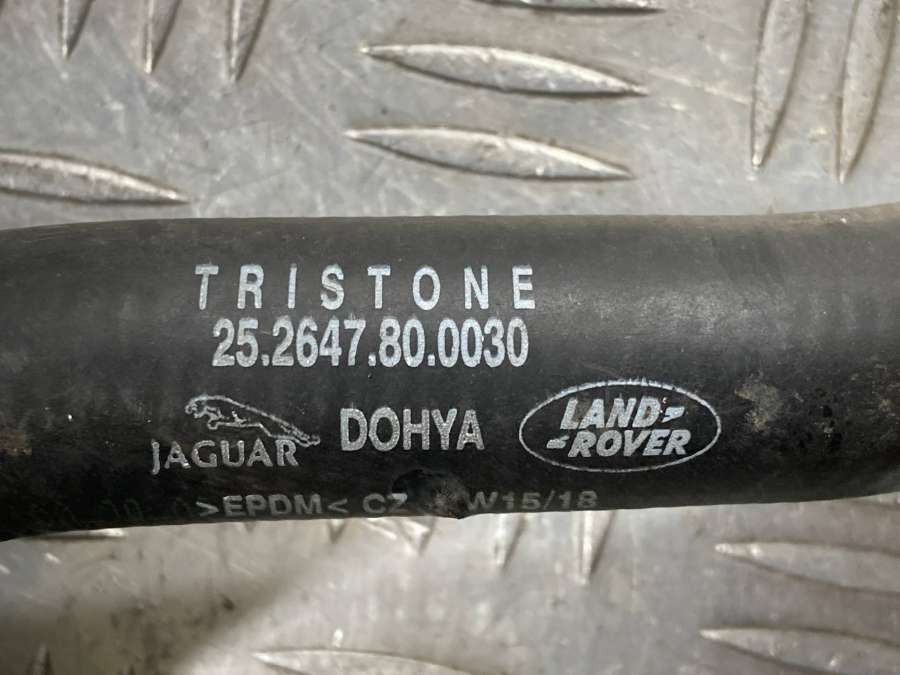 TRISTONE
25.2647.80.0030
JAGUAR DOHYA LAND ROVER
>EPDM< CZ W15/18